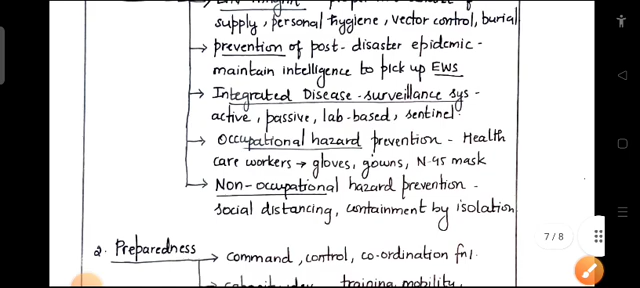 supply, personal hygiene, vector control, burial
→ prevention of post-disaster epidemic -
maintain intelligence to pick up EWS
→ Integrated Disease-surveillance sys -
active, passive, lab-based, sentinel.
→ Occupational hazard prevention - Health
care workers → gloves, gowns, N-95 mask
→ Non-occupational hazard prevention -
social distancing, containment by isolation
7 / 8
2. Preparedness → command, control, co-ordination fn/.
training, mobility,